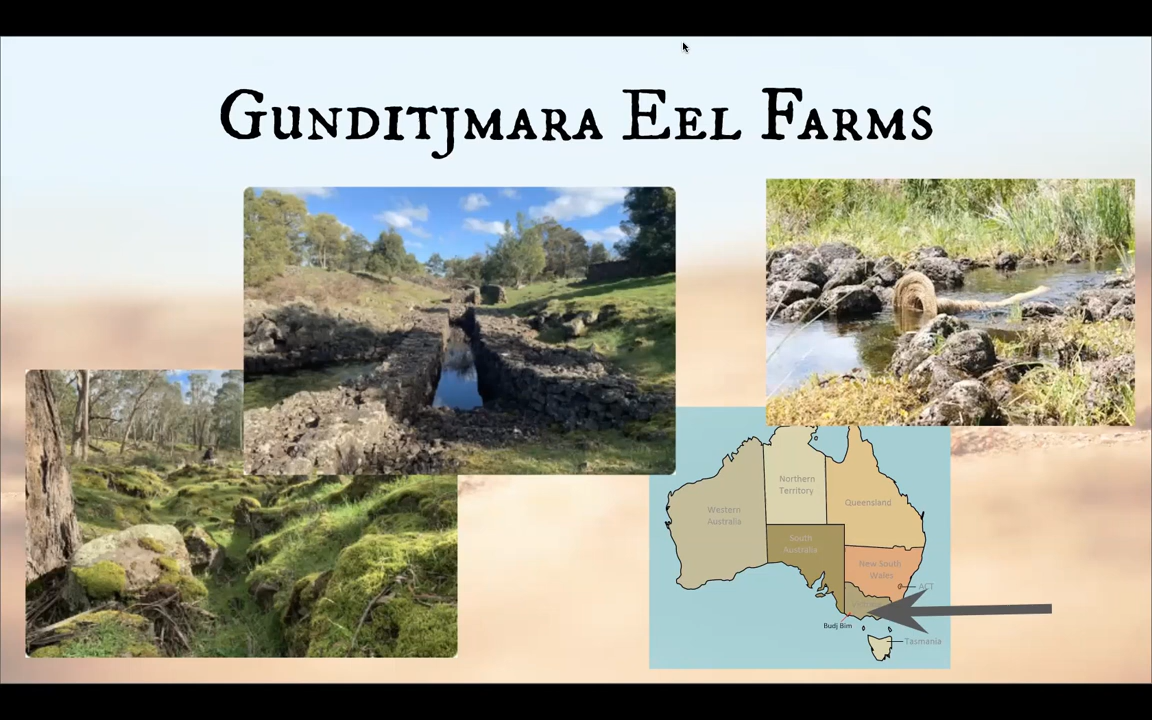 Gunditjmara Eel Farms
Northern
Territory
Queensland
Western
Australia
South
Australia
New South
Wales
ACT
Budj Bim
Tasmania